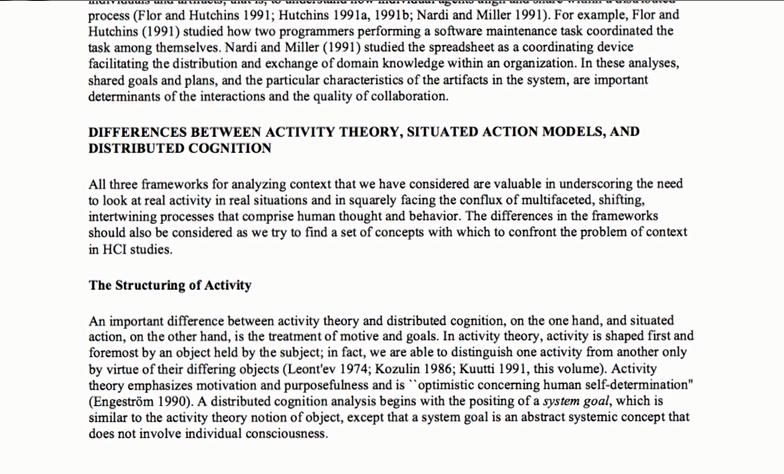 process (Flor and Hutchins 1991; Hutchins 1991a, 1991b; Nardi and Miller 1991). For example, Flor and
Hutchins (1991) studied how two programmers performing a software maintenance task coordinated the
task among themselves. Nardi and Miller (1991) studied the spreadsheet as a coordinating device
facilitating the distribution and exchange of domain knowledge within an organization. In these analyses,
shared goals and plans, and the particular characteristics of the artifacts in the system, are important
determinants of the interactions and the quality of collaboration.
DIFFERENCES BETWEEN ACTIVITY THEORY, SITUATED ACTION MODELS, AND
DISTRIBUTED COGNITION
All three frameworks for analyzing context that we have considered are valuable in underscoring the need
to look at real activity in real situations and in squarely facing the conflux of multifaceted, shifting,
intertwining processes that comprise human thought and behavior. The differences in the frameworks
should also be considered as we try to find a set of concepts with which to confront the problem of context
in HCI studies.
The Structuring of Activity
An important difference between activity theory and distributed cognition, on the one hand, and situated
action, on the other hand, is the treatment of motive and goals. In activity theory, activity is shaped first and
foremost by an object held by the subject; in fact, we are able to distinguish one activity from another only
by virtue of their differing objects (Leont'ev 1974; Kozulin 1986; Kuutti 1991, this volume). Activity
theory emphasizes motivation and purposefulness and is ``optimistic concerning human self-determination"
(Engeström 1990). A distributed cognition analysis begins with the positing of a system goal, which is
similar to the activity theory notion of object, except that a system goal is an abstract systemic concept that
does not involve individual consciousness.